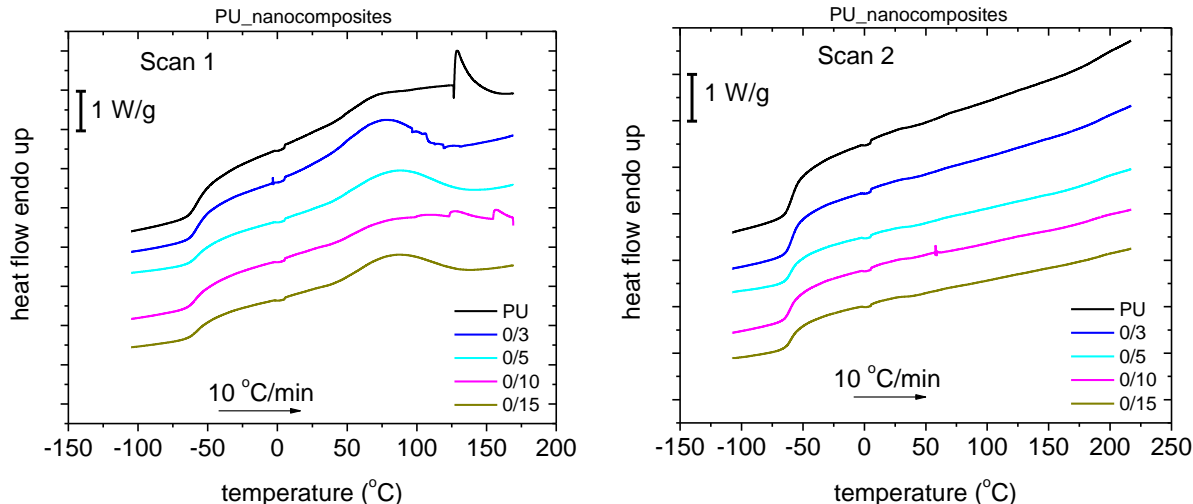 PU_nanocomposites
Scan 1
1 W/g
heat flow endo up
PU
0/3
0/5
0/10
0/15
10 °C/min
-150 -100 -50 0 50 100 150 200
temperature (°C)
PU_nanocomposites
Scan 2
1 W/g
heat flow endo up
PU
0/3
0/5
0/10
0/15
10 °C/min
-150 -100 -50 0 50 100 150 200 250
temperature (°C)